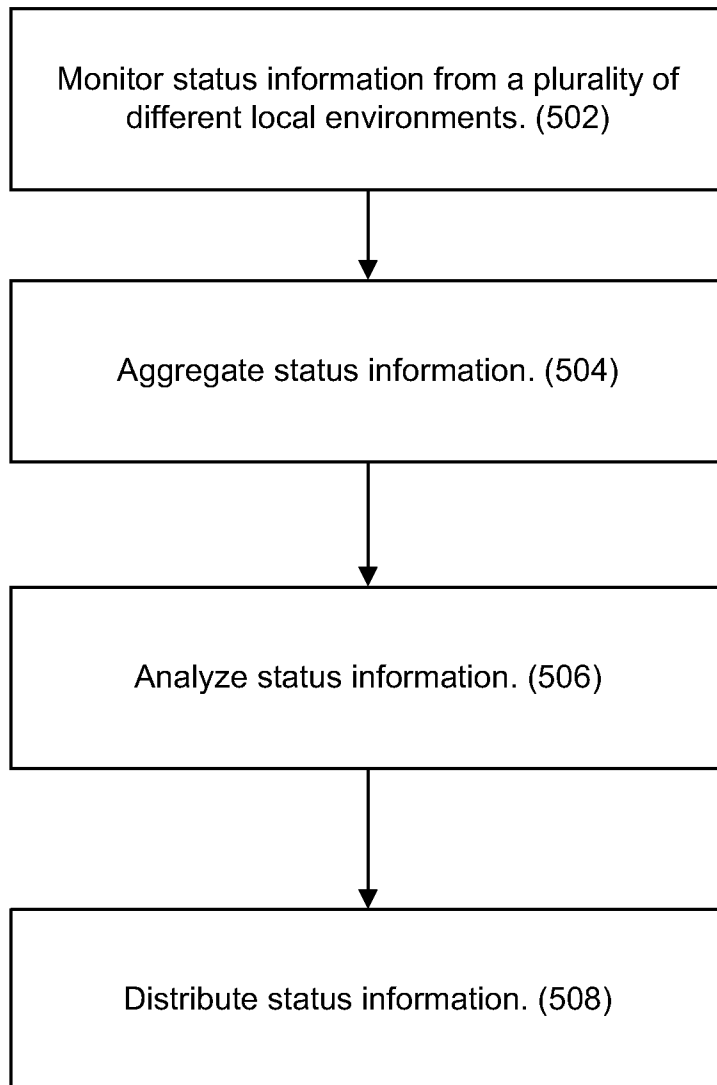 Monitor status information from a plurality of
different local environments. (502)
Aggregate status information. (504)
Analyze status information. (506)
Distribute status information. (508)